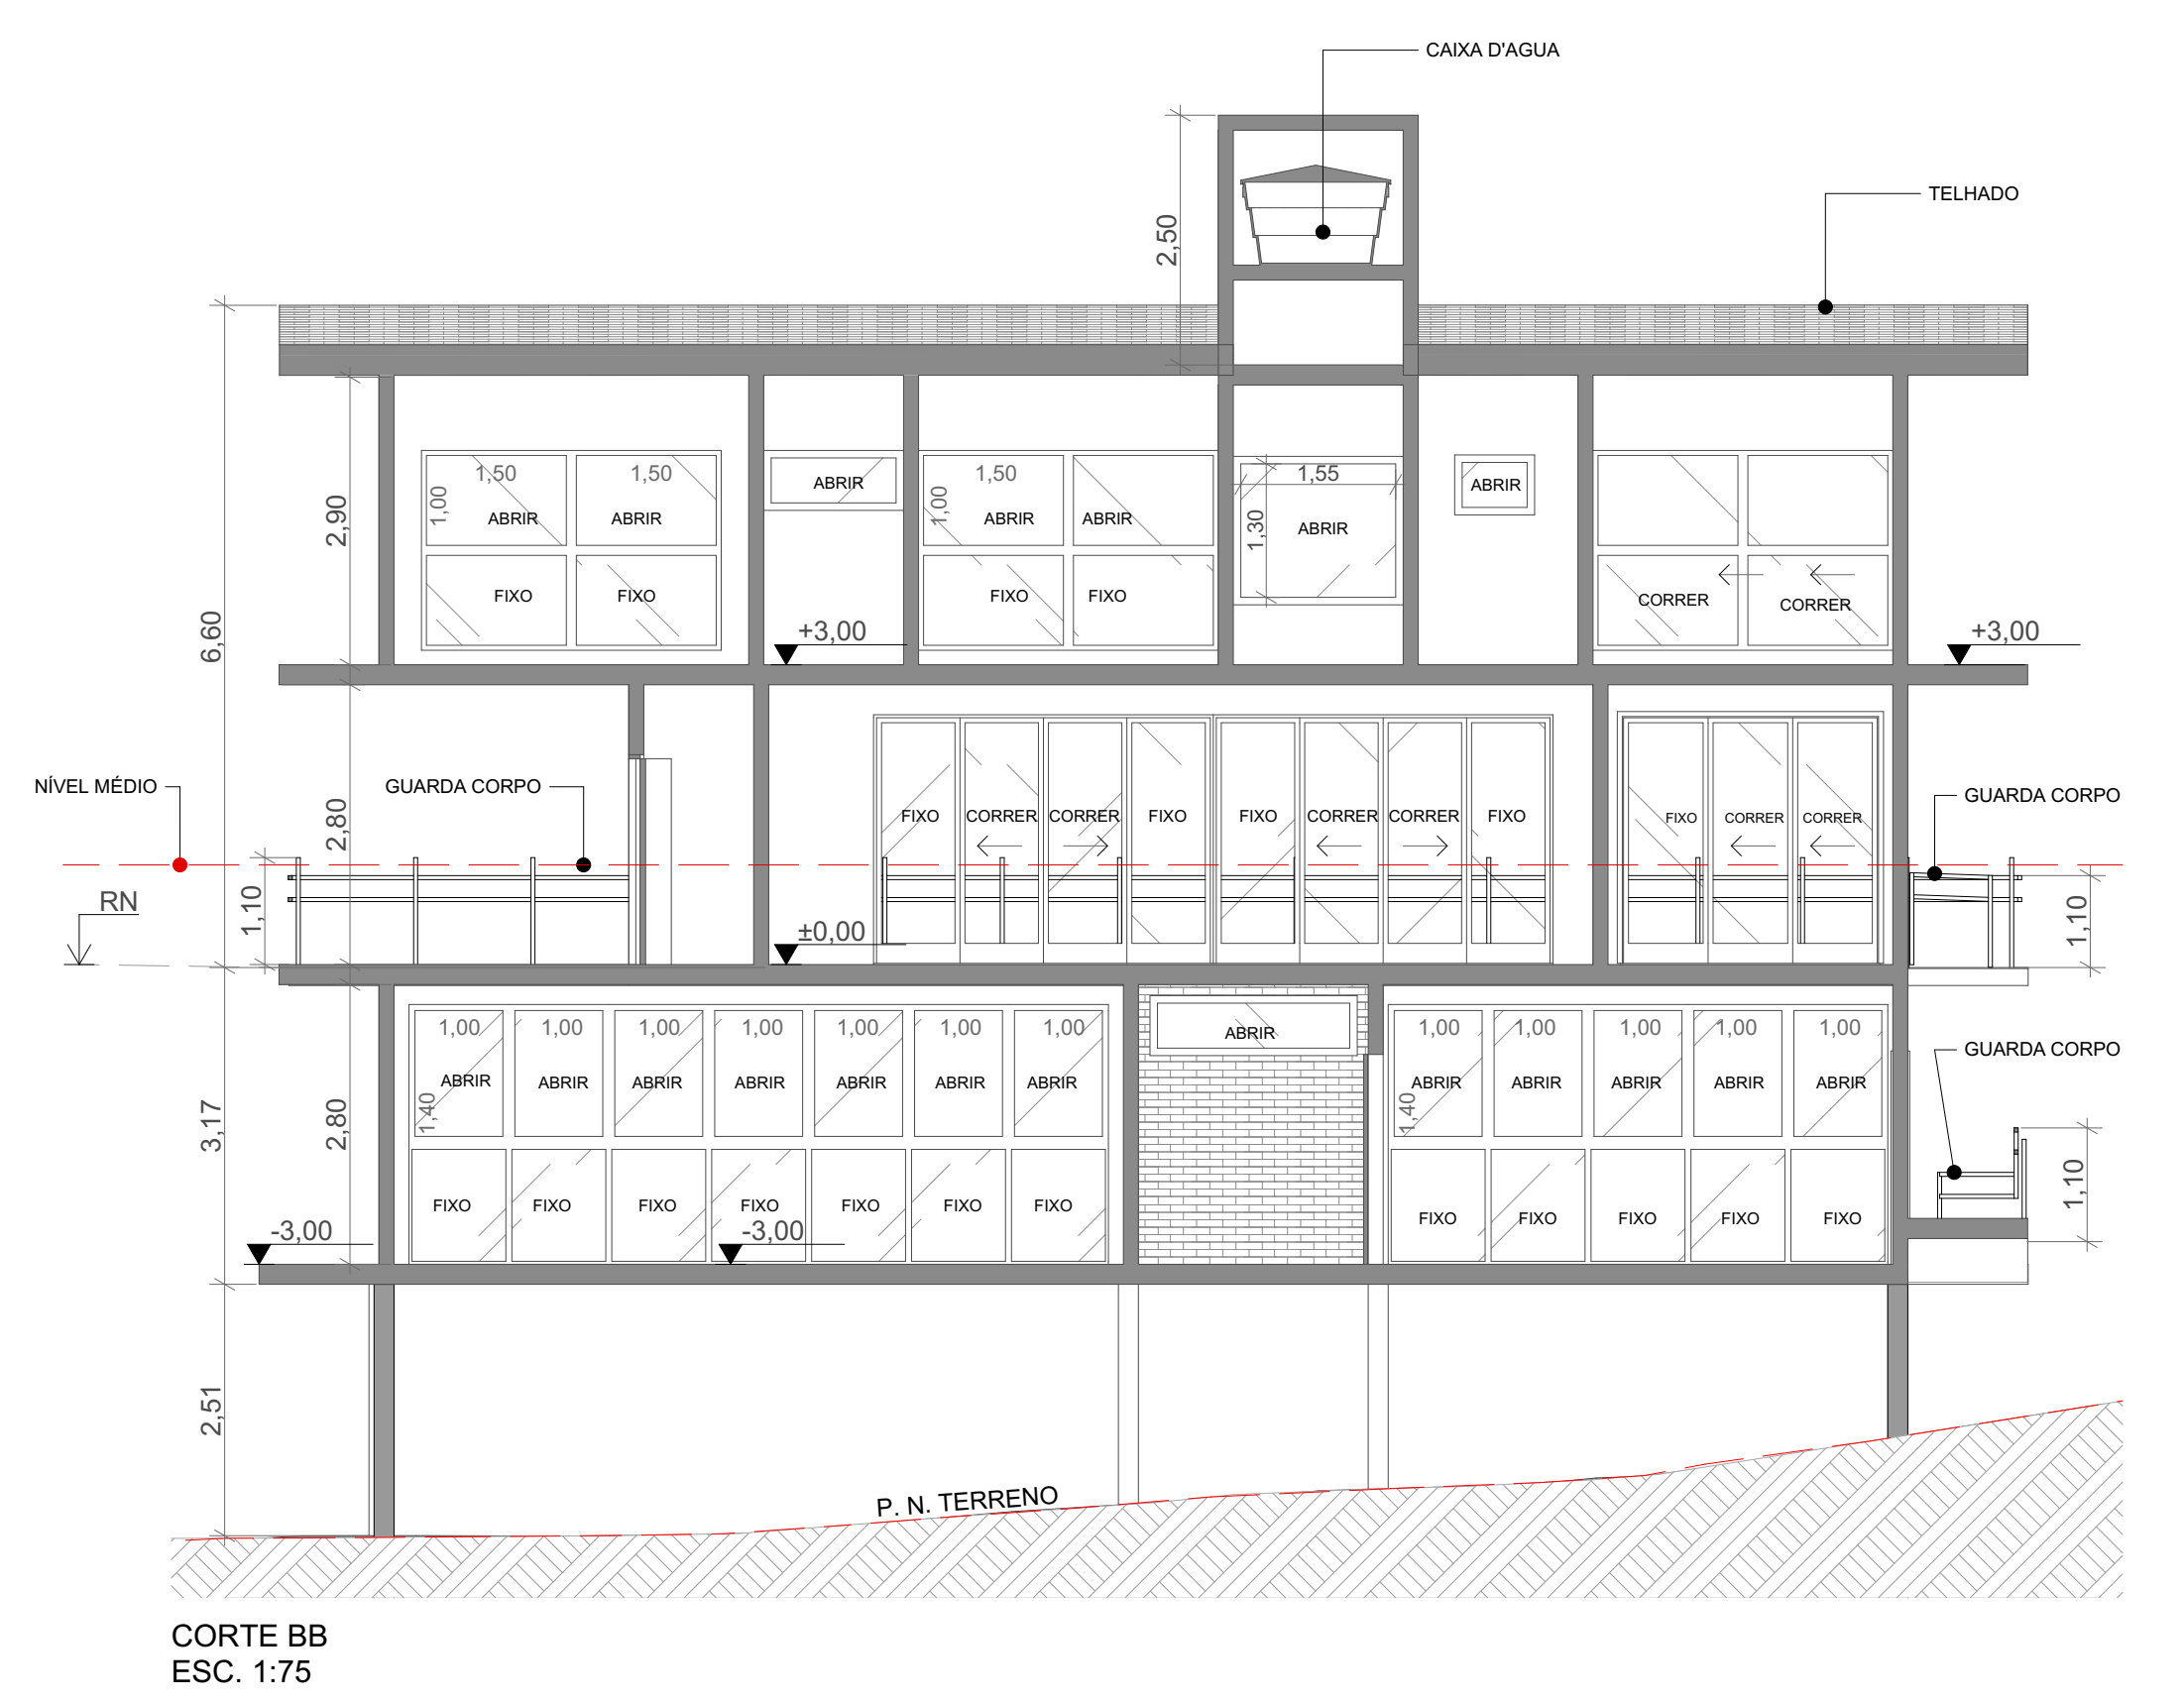 CAIXA D'AGUA
TELHADO
2,50
1,50
1,50
1,00
ABRIR
ABRIR
FIXO
FIXO
ABRIR
1,50
1,00
ABRIR
ABRIR
FIXO
FIXO
1,55
1,30
ABRIR
ABRIR
CORRER
CORRER
2,90
6,60
+3,00
+3,00
NÍVEL MÉDIO
GUARDA CORPO
GUARDA CORPO
2,80
FIXO
CORRER
CORRER
FIXO
FIXO
CORRER
CORRER
FIXO
FIXO
CORRER
CORRER
RN
1,10
±0,00
1,10
1,00
1,00
1,00
1,00
1,00
1,00
1,00
1,40
ABRIR
ABRIR
ABRIR
ABRIR
ABRIR
ABRIR
ABRIR
ABRIR
1,00
1,00
1,00
1,00
1,00
1,40
ABRIR
ABRIR
ABRIR
ABRIR
ABRIR
GUARDA CORPO
3,17
2,80
1,10
FIXO
FIXO
FIXO
FIXO
FIXO
FIXO
FIXO
FIXO
FIXO
FIXO
FIXO
FIXO
-3,00
-3,00
2,51
P. N. TERRENO
CORTE BB
ESC. 1:75